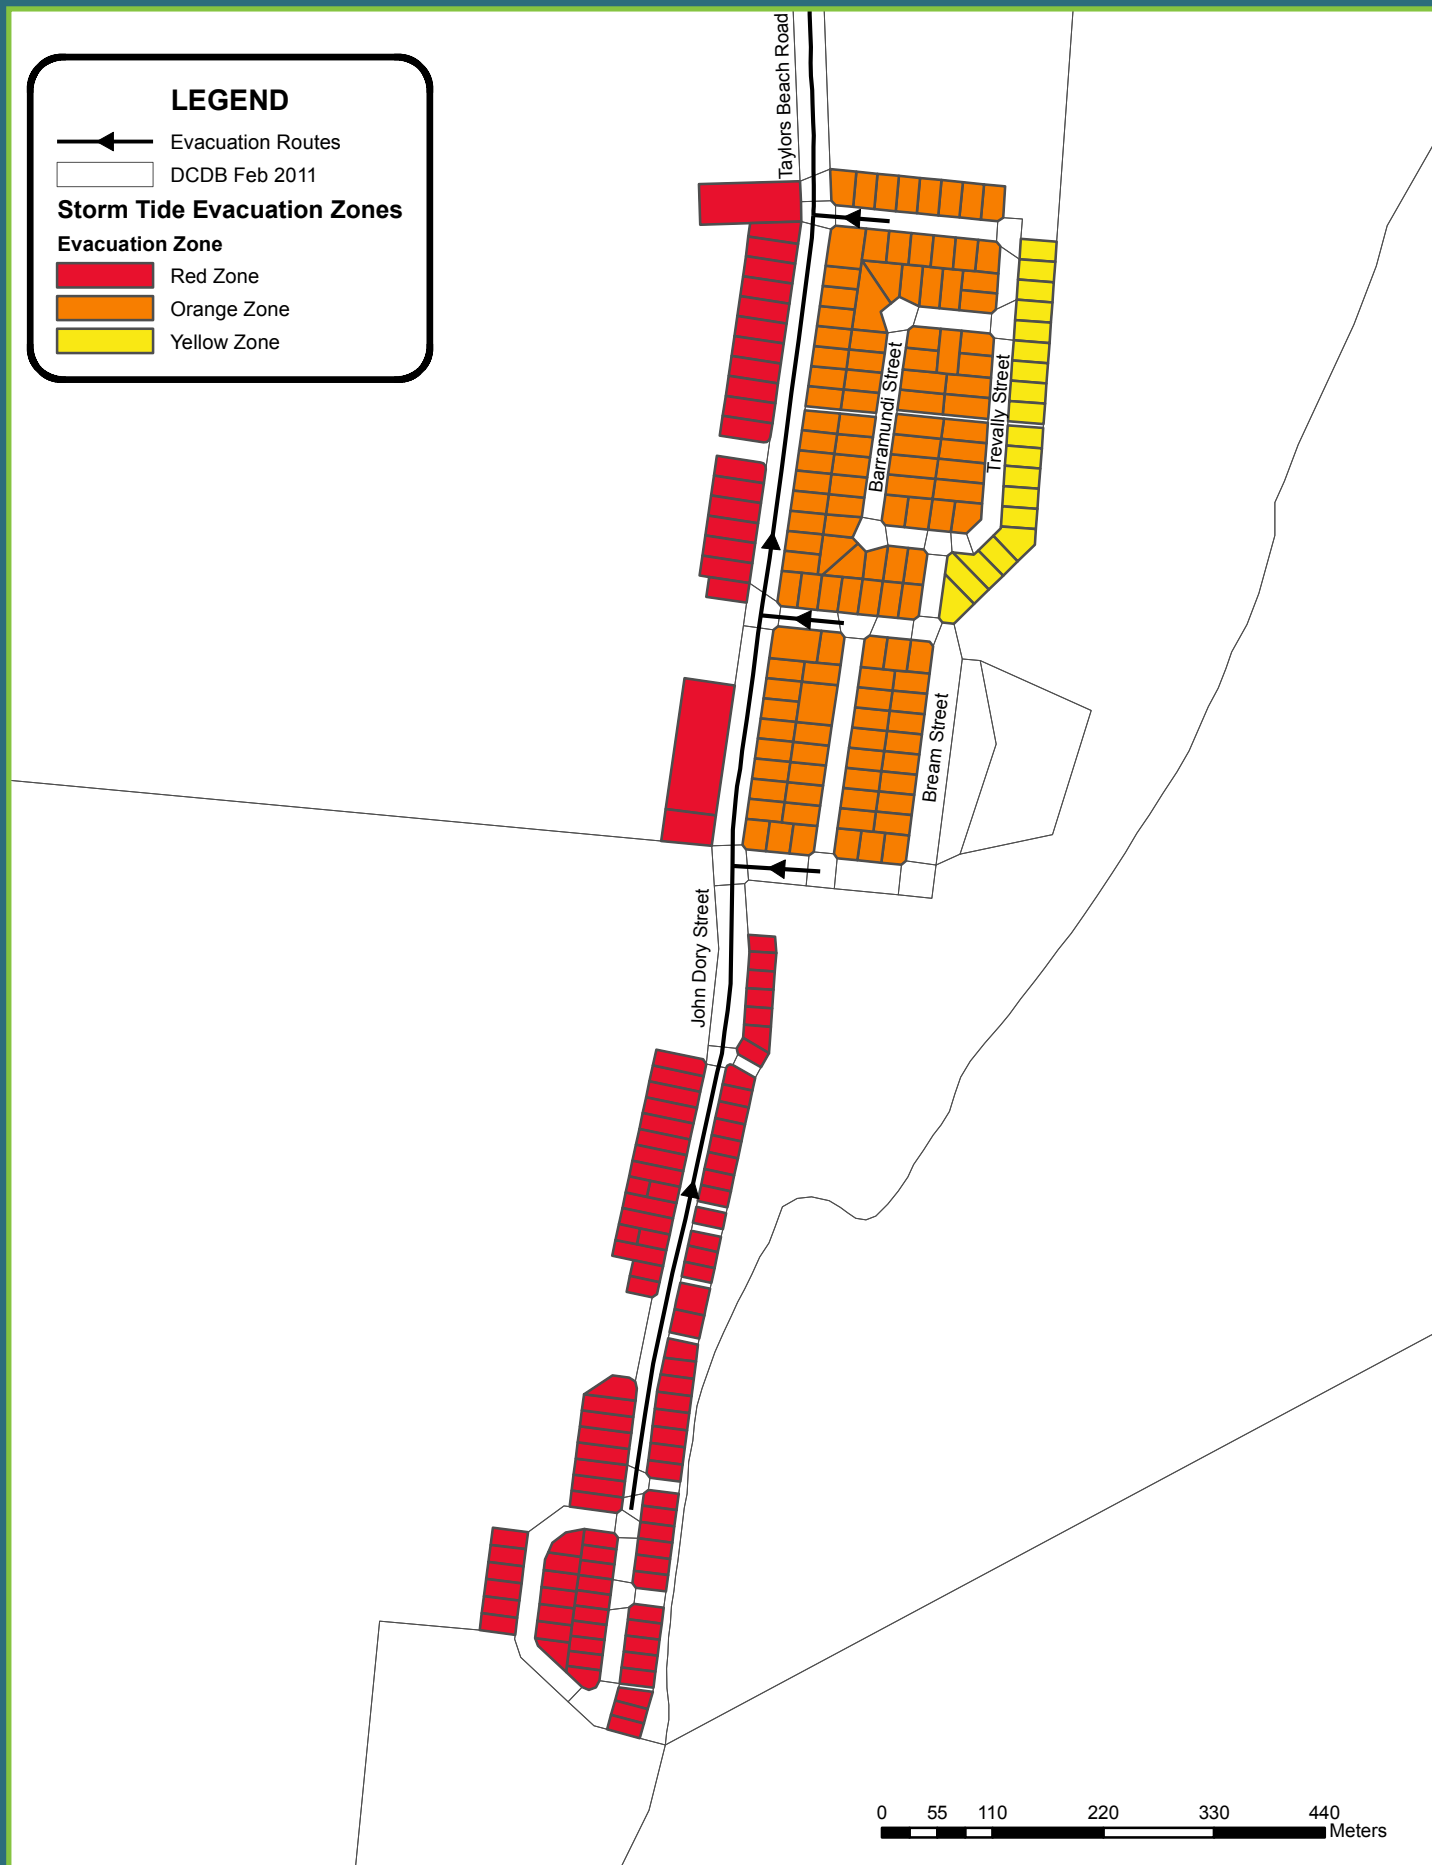 LEGEND
Evacuation Routes
DCDB Feb 2011
Storm Tide Evacuation Zones
Evacuation Zone
Red Zone
Orange Zone
Yellow Zone
Taylors Beach Road
Barramundi Street
Trevally Street
Bream Street
John Dory Street
0 55 110 220 330 440
Meters